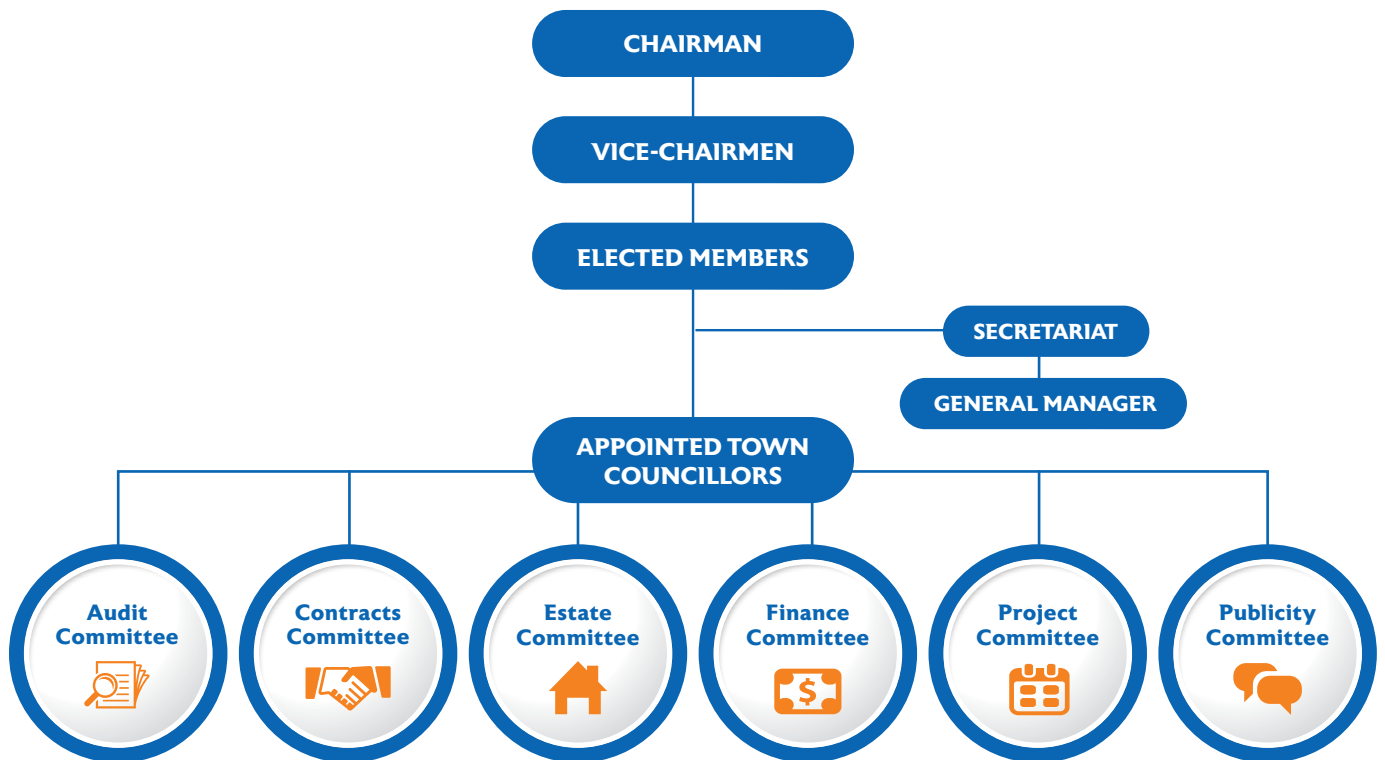 CHAIRMAN
VICE-CHAIRMEN
ELECTED MEMBERS
SECRETARIAT
GENERAL MANAGER
APPOINTED TOWN
COUNCILLORS
Audit
Committee
Contracts
Committee
Estate
Committee
Finance
Committee
$
Project
Committee
Publicity
Committee